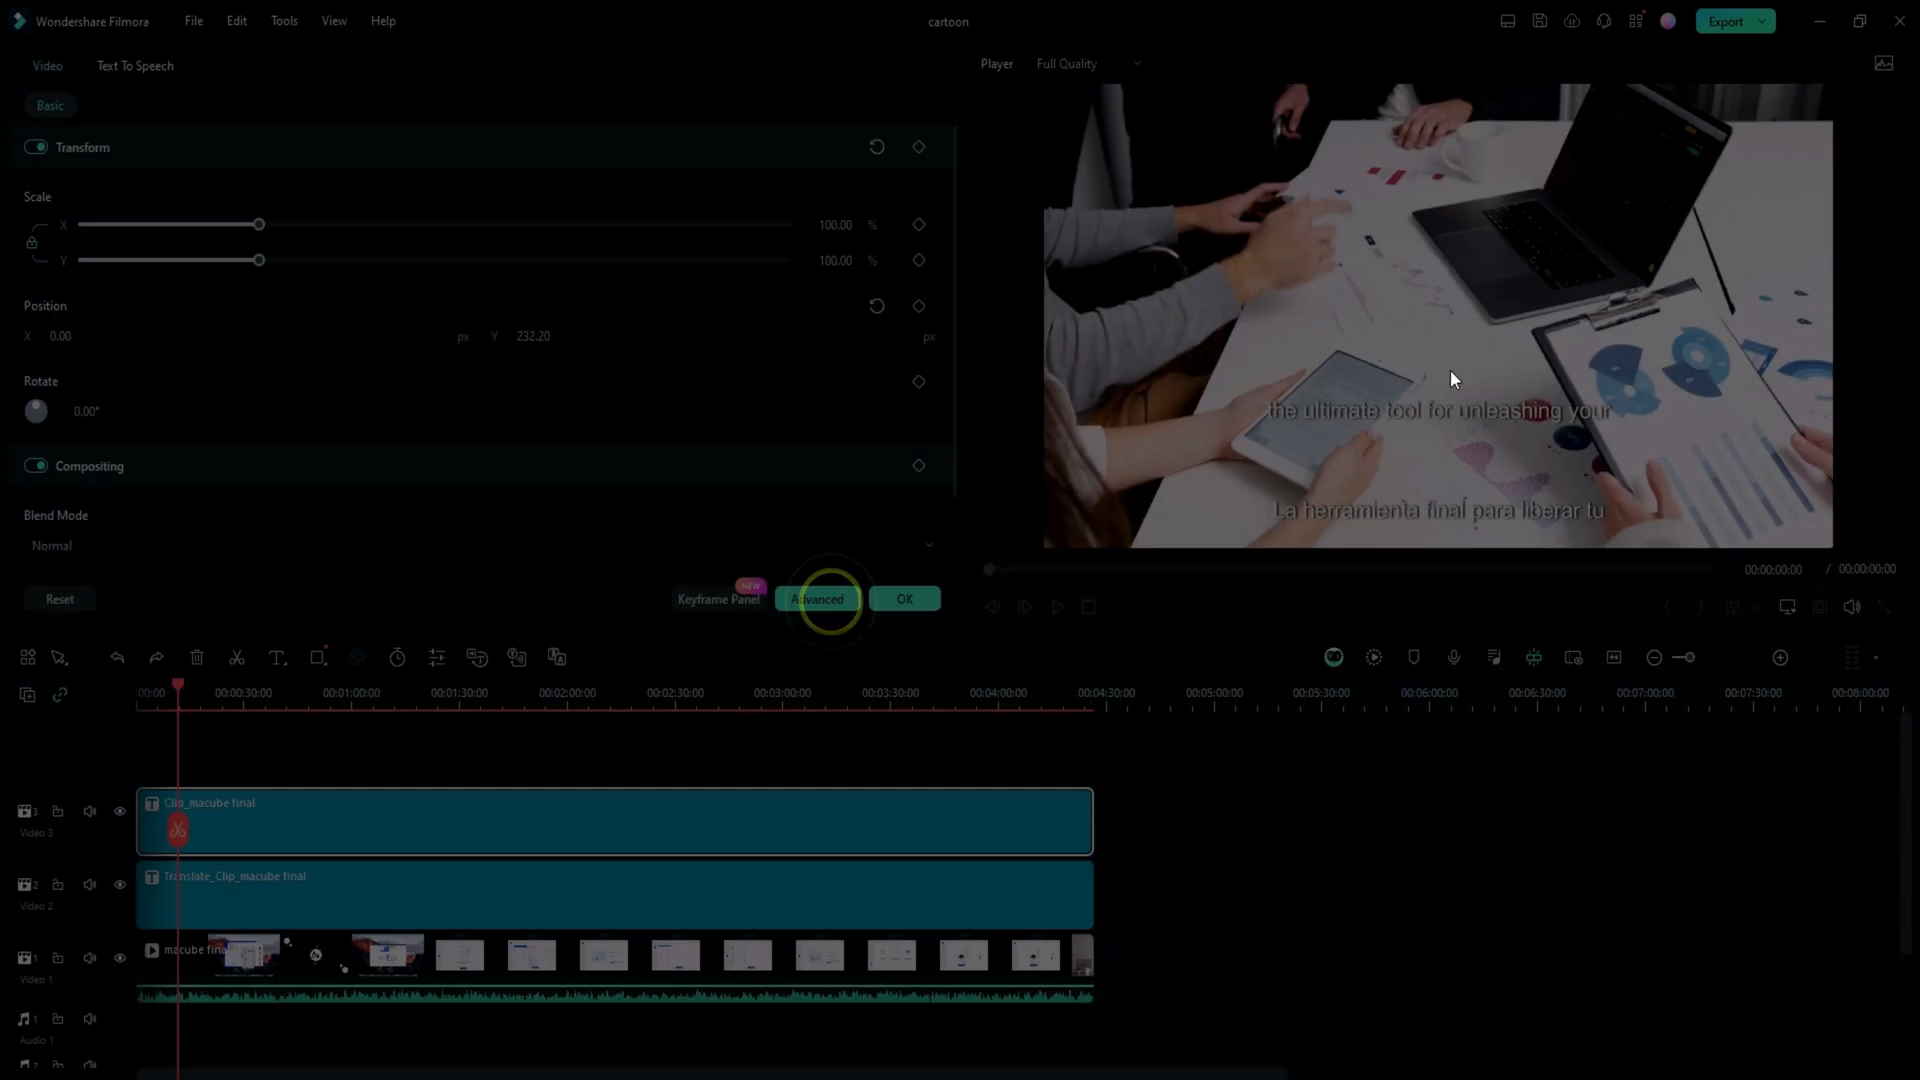 Wondershare Filmora File Edit Tools View Help cartoon Export
Video Text To Speech
Player Full Quality
Basic
Transform
Scale
X 100.00 %
Y 100.00 %
Position
X 0.00 px Y 232.20 px
Rotate
0.00°
Compositing
Blend Mode
Normal
NEW
Reset Keyframe Panel Advanced OK
the ultimate tool for unleashing your
La herramienta final para liberar tu
00:00:00:00 / 00:00:00:00
:00:00 00:00:30:00 00:01:00:00 00:01:30:00 00:02:00:00 00:02:30:00 00:03:00:00 00:03:30:00 00:04:00:00 00:04:30:00 00:05:00:00 00:05:30:00 00:06:00:00 00:06:30:00 00:07:00:00 00:07:30:00 00:08:00:00
3 Clip_macube final
Video 3
2 Translate_Clip_macube final
Video 2
1 macube final
Video 1
1
Audio 1
2